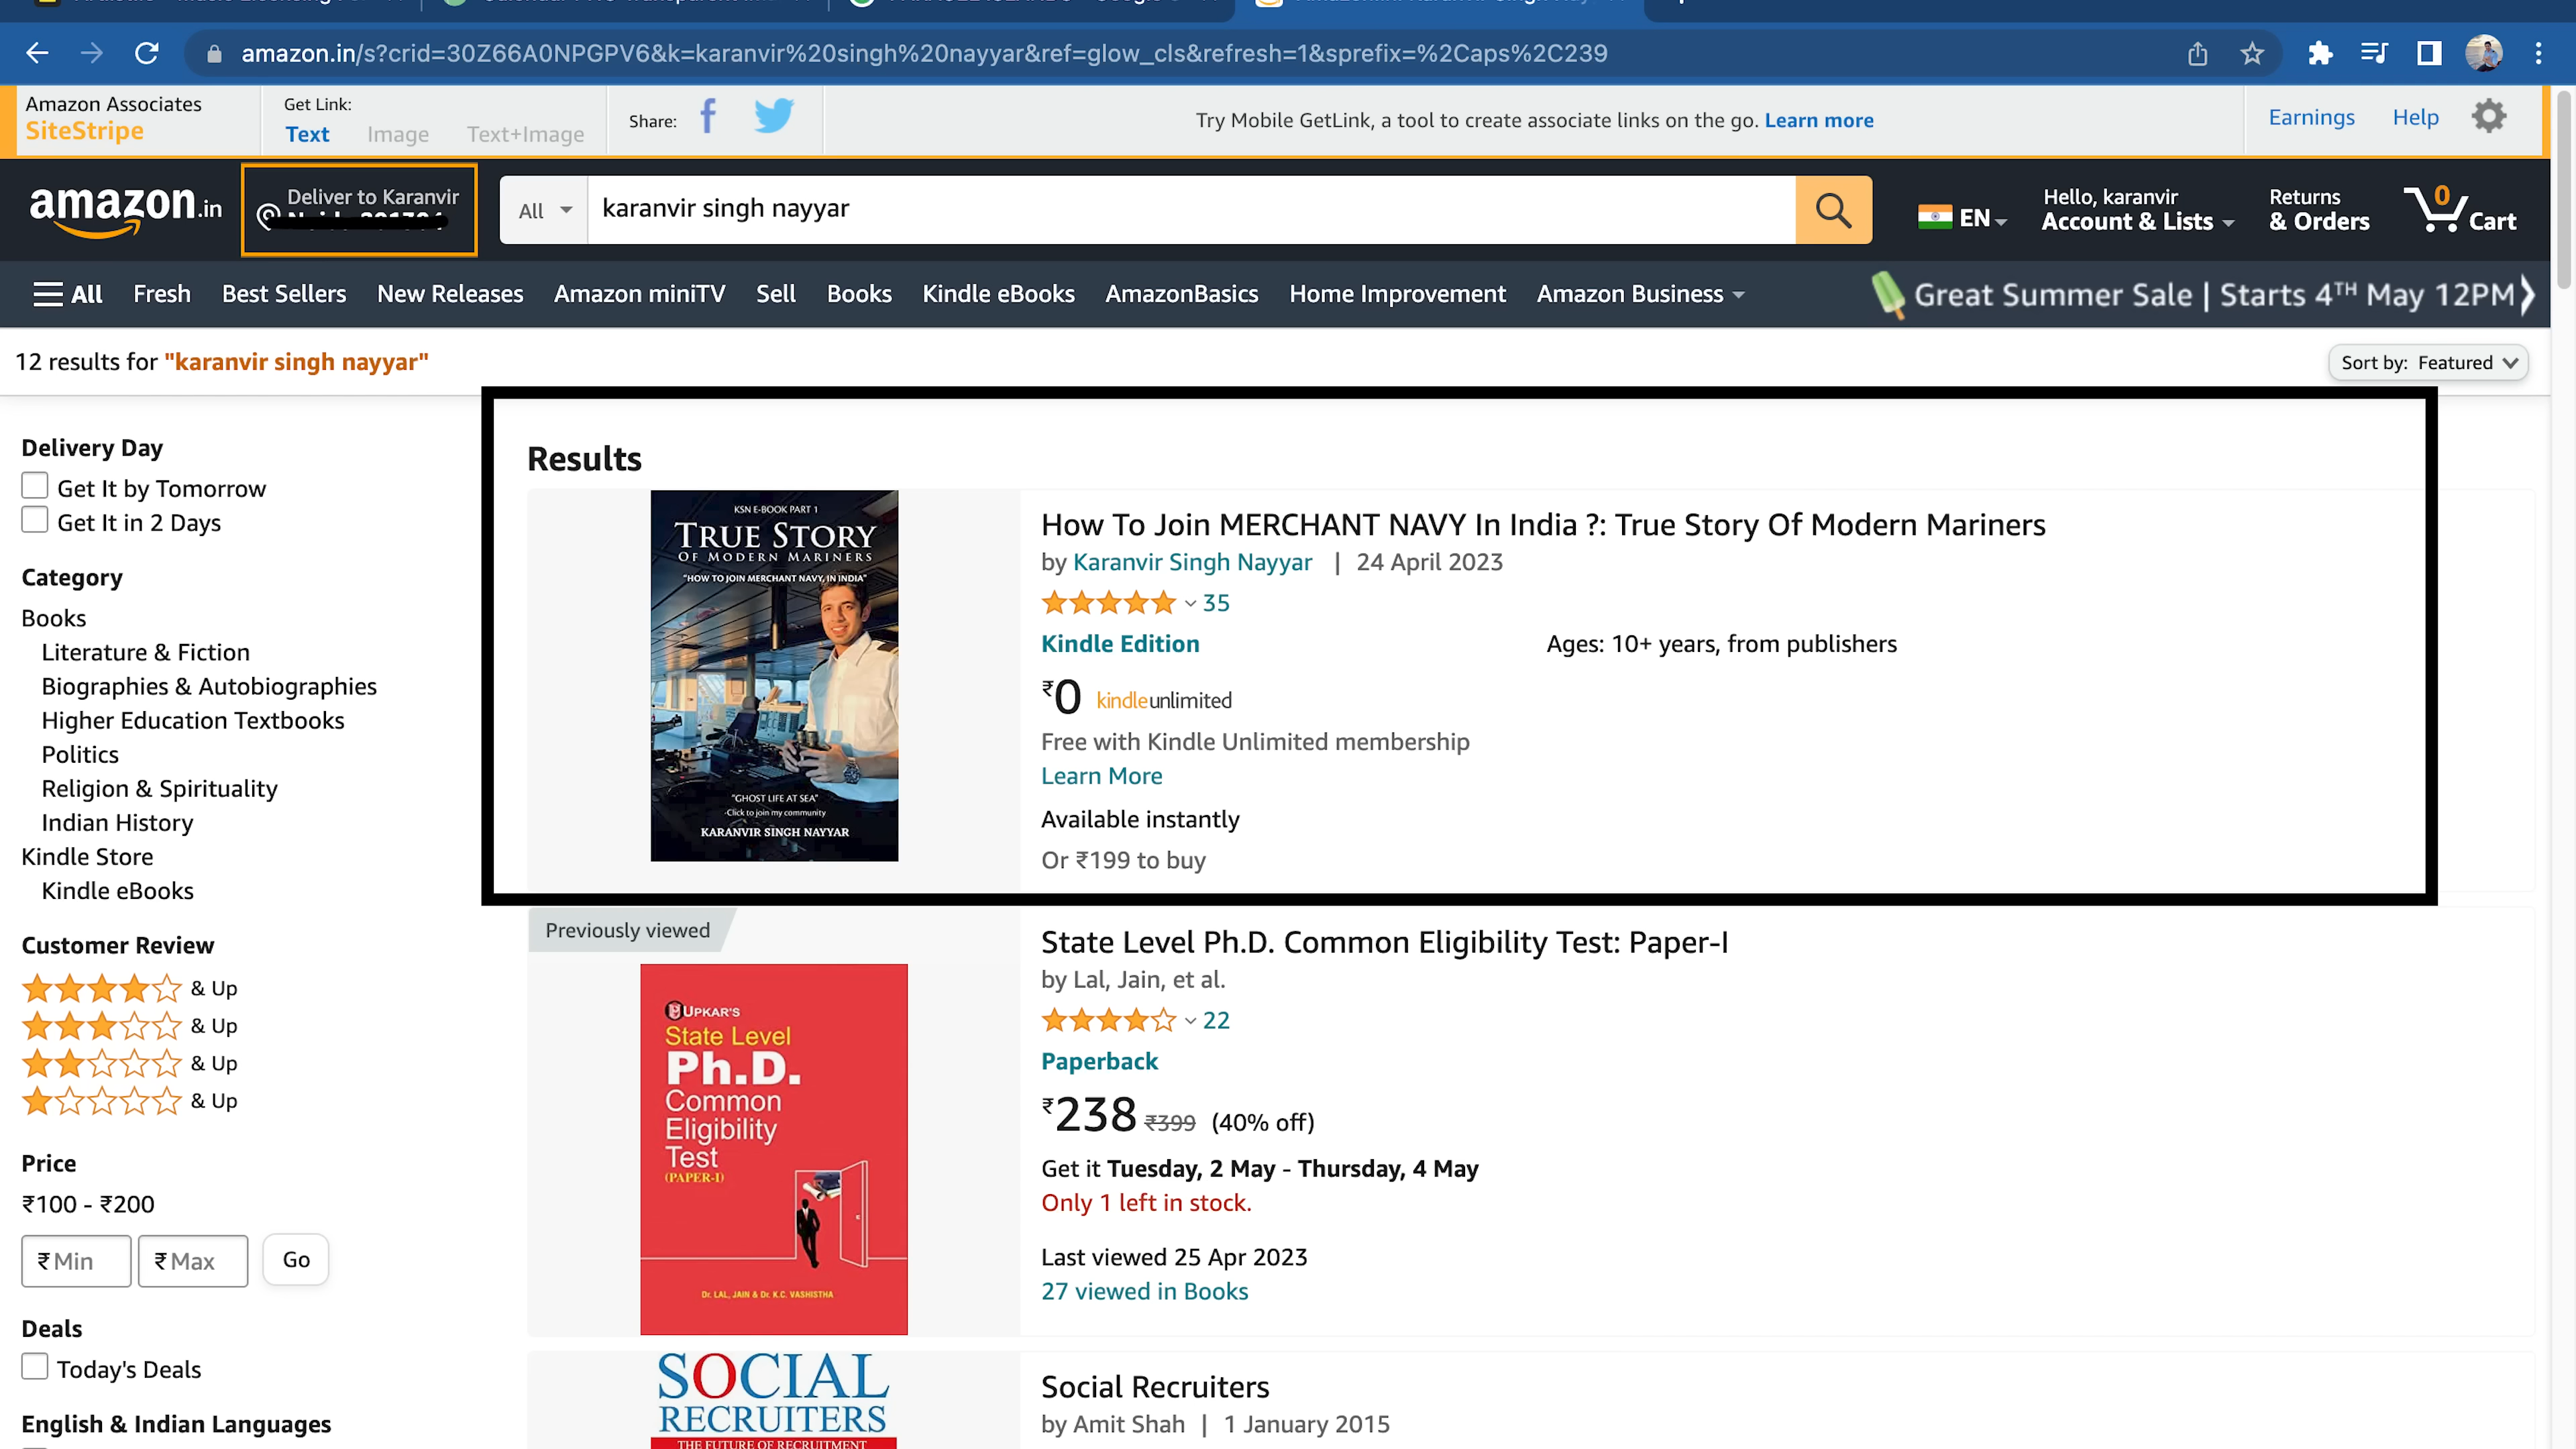 amazon.in/s?crid=30Z66A0NPGPV6&k=karanvir%20singh%20nayyar&ref=glow_cls&refresh=1&sprefix=%2Caps%2C239
Amazon Associates
SiteStripe
Get Link:
Text Image Text+Image
Share:
Try Mobile GetLink, a tool to create associate links on the go. Learn more
Earnings Help
amazon.in
Deliver to Karanvir
All
karanvir singh nayyar
EN
Hello, karanvir
Account & Lists
Returns
& Orders
0
Cart
All Fresh Best Sellers New Releases Amazon miniTV Sell Books Kindle eBooks AmazonBasics Home Improvement Amazon Business
Great Summer Sale | Starts 4TH May 12PM
12 results for "karanvir singh nayyar"
Sort by: Featured
Delivery Day
Get It by Tomorrow
Get It in 2 Days
Category
Books
Literature & Fiction
Biographies & Autobiographies
Higher Education Textbooks
Politics
Religion & Spirituality
Indian History
Kindle Store
Kindle eBooks
Customer Review
& Up
& Up
& Up
& Up
Price
₹100 - ₹200
₹ Min ₹ Max Go
Deals
Today's Deals
English & Indian Languages
Results
KSN E-BOOK PART 1
TRUE STORY
OF MODERN MARINERS
"HOW TO JOIN MERCHANT NAVY, IN INDIA"
"GHOST LIFE AT SEA"
-Click to join my community
KARANVIR SINGH NAYYAR
How To Join MERCHANT NAVY In India ?: True Story Of Modern Mariners
by Karanvir Singh Nayyar | 24 April 2023
35
Kindle Edition
Ages: 10+ years, from publishers
₹0 kindleunlimited
Free with Kindle Unlimited membership
Learn More
Available instantly
Or ₹199 to buy
Previously viewed
UPKAR'S
State Level
Ph.D.
Common
Eligibility
Test
(PAPER-I)
Dr. LAL, JAIN & Dr. K.C. VASHISTHA
State Level Ph.D. Common Eligibility Test: Paper-I
by Lal, Jain, et al.
22
Paperback
₹238 ₹399 (40% off)
Get it Tuesday, 2 May - Thursday, 4 May
Only 1 left in stock.
Last viewed 25 Apr 2023
27 viewed in Books
SOCIAL
RECRUITERS
THE FUTURE OF RECRUITMENT
Social Recruiters
by Amit Shah | 1 January 2015